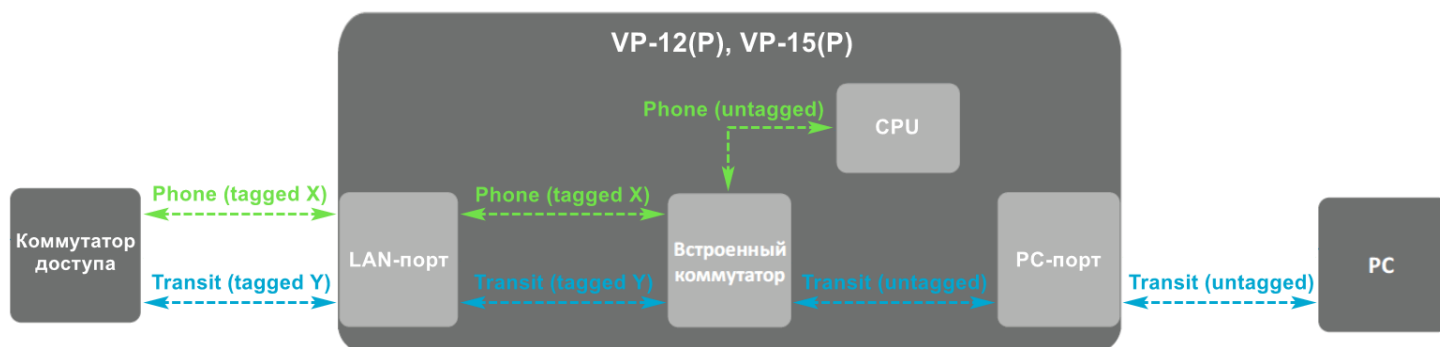 VP-12(P), VP-15(P)
Phone (untagged)
CPU
Phone (tagged X)
Phone (tagged X)
Коммутатор
доступа
LAN-порт
Встроенный
коммутатор
PC-порт
PC
Transit (tagged Y)
Transit (tagged Y)
Transit (untagged)
Transit (untagged)